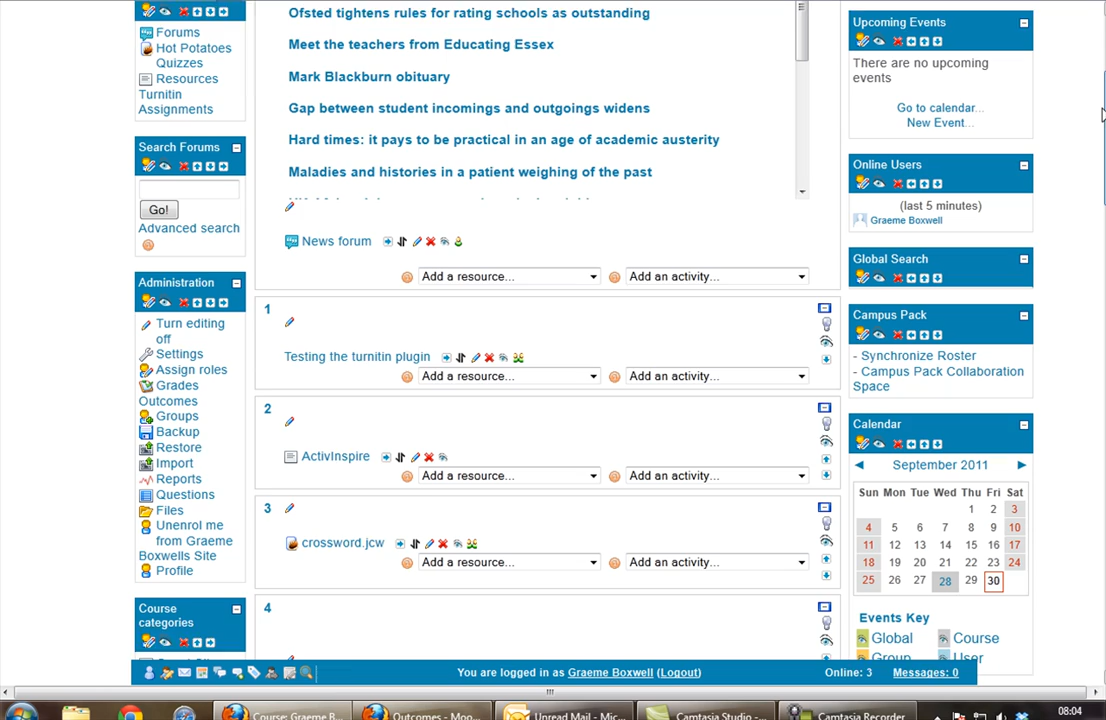 Forums
Hot Potatoes
Quizzes
Resources
Turnitin
Assignments
Search Forums
Go!
Advanced search
Administration
Turn editing
off
Settings
Assign roles
Grades
Outcomes
Groups
Backup
Restore
Import
Reports
Questions
Files
Unenrol me
from Graeme
Boxwells Site
Profile
Course
categories
Ofsted tightens rules for rating schools as outstanding
Meet the teachers from Educating Essex
Mark Blackburn obituary
Gap between student incomings and outgoings widens
Hard times: it pays to be practical in an age of academic austerity
Maladies and histories in a patient weighing of the past
News forum
Add a resource... Add an activity...
1
Testing the turnitin plugin
Add a resource... Add an activity...
2
ActivInspire
Add a resource... Add an activity...
3
crossword.jcw
Add a resource... Add an activity...
4
Upcoming Events
There are no upcoming
events
Go to calendar...
New Event...
Online Users
(last 5 minutes)
Graeme Boxwell
Global Search
Campus Pack
- Synchronize Roster
- Campus Pack Collaboration
Space
Calendar
◄ September 2011 ►
Sun Mon Tue Wed Thu Fri Sat
1 2 3
4 5 6 7 8 9 10
11 12 13 14 15 16 17
18 19 20 21 22 23 24
25 26 27 28 29 30
Events Key
Global Course
Group User
You are logged in as Graeme Boxwell (Logout)
Online: 3 Messages: 0
Course: Graeme B... Outcomes - Moo... Unread Mail - Mic... Camtasia Studio -... Camtasia Recorder
08:04